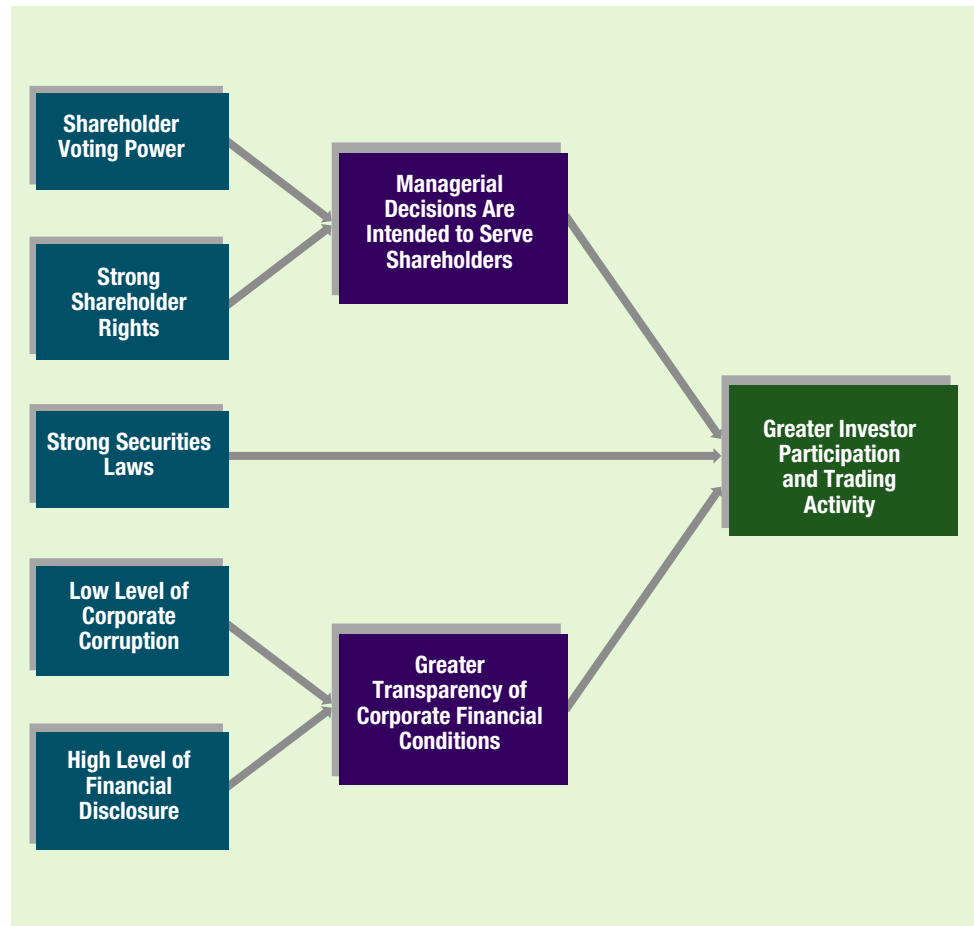 Shareholder
Voting Power
Managerial
Decisions Are
Intended to Serve
Shareholders
Strong
Shareholder
Rights
Strong Securities
Laws
Greater Investor
Participation
and Trading
Activity
Low Level of
Corporate
Corruption
Greater
Transparency of
Corporate Financial
Conditions
High Level of
Financial
Disclosure